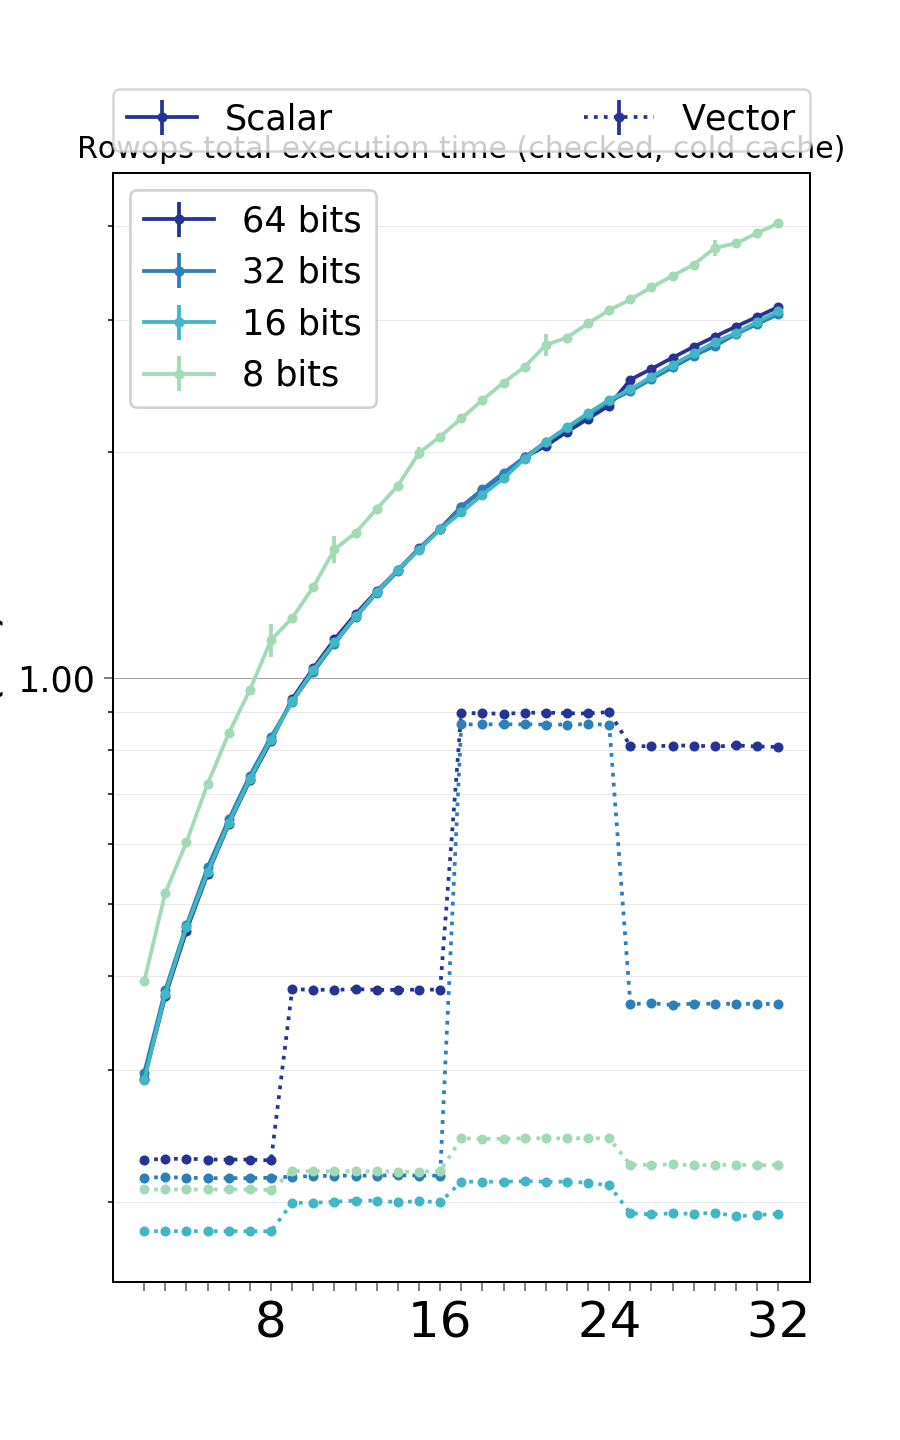 Scalar Vector
Rowops total execution time (checked, cold cache)
64 bits
32 bits
16 bits
8 bits
1.00
8 16 24 32